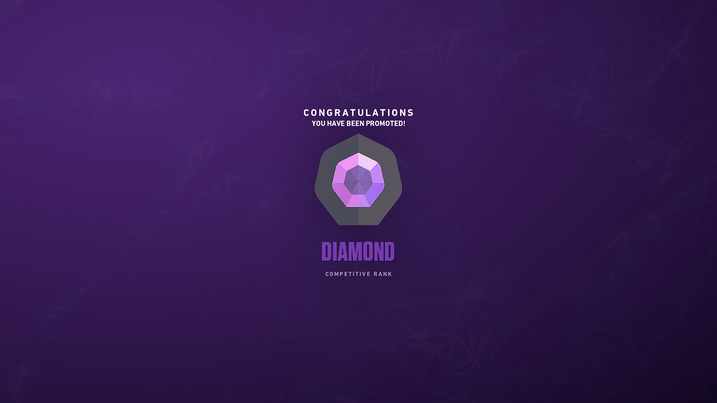 CONGRATULATIONS
YOU HAVE BEEN PROMOTED!
DIAMOND
COMPETITIVE RANK